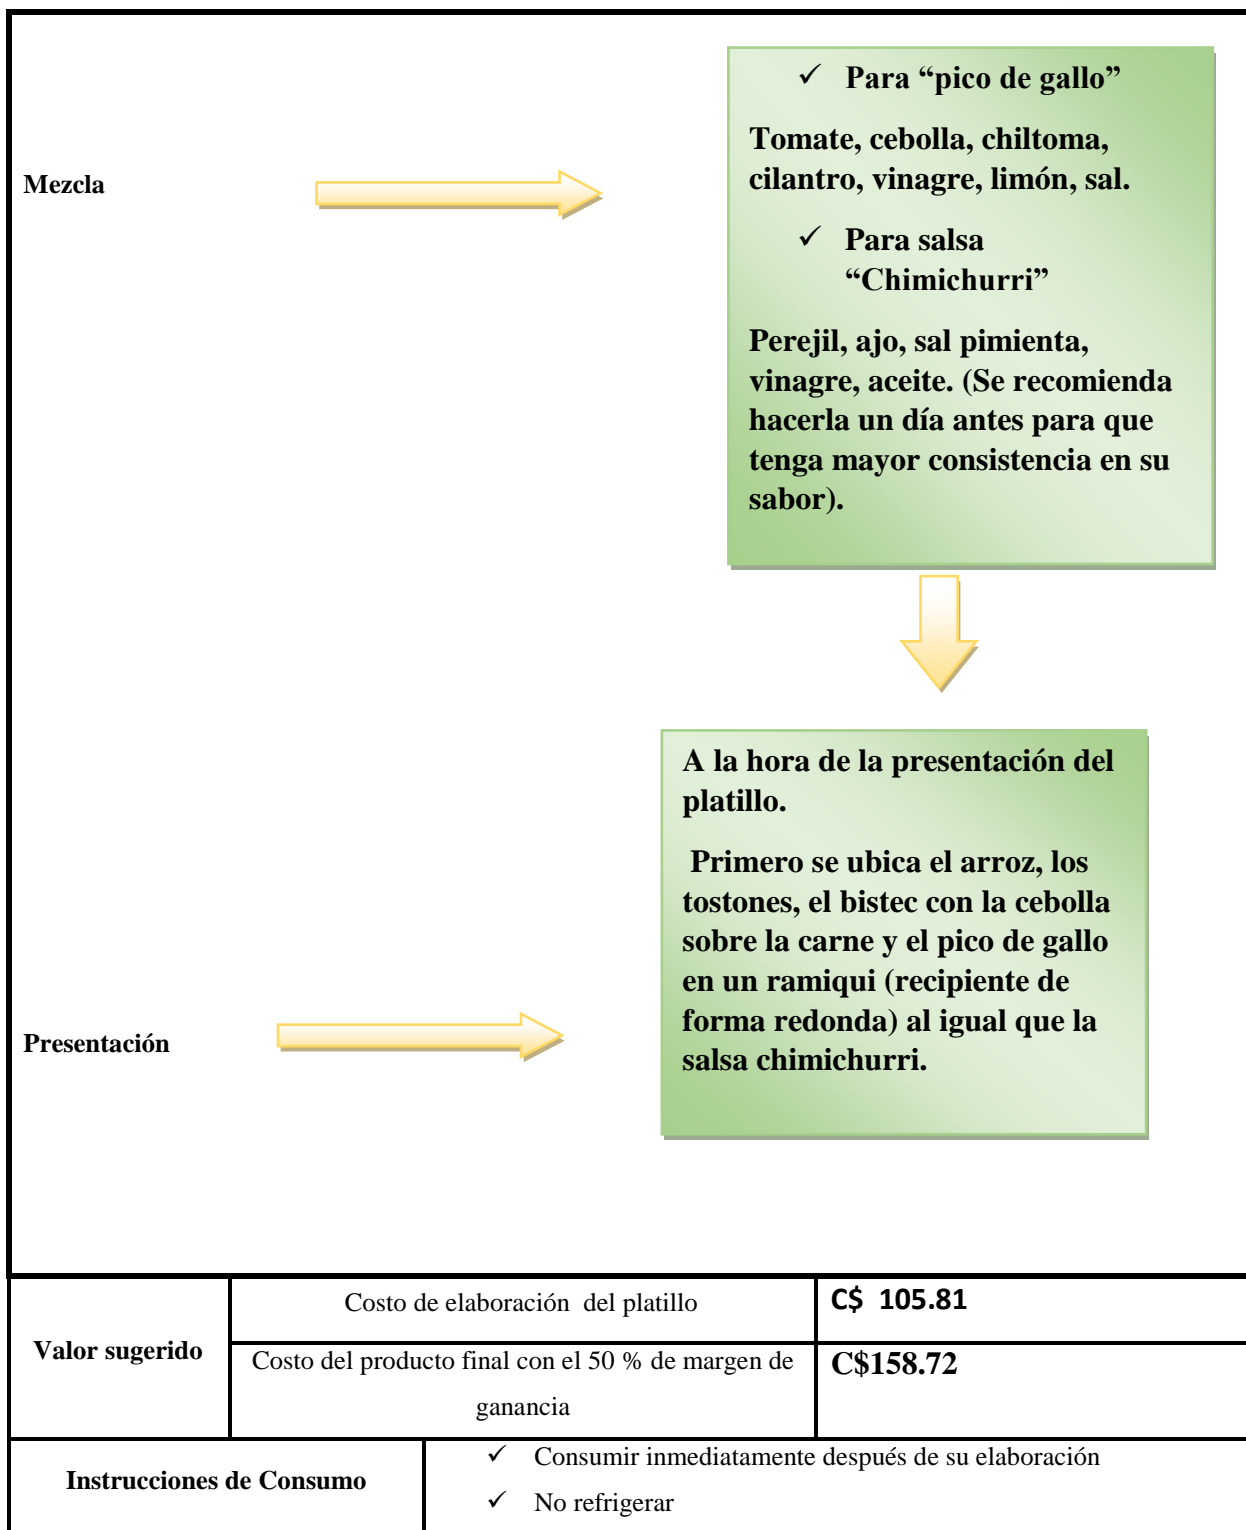 Mezcla
✓ Para “pico de gallo”
Tomate, cebolla, chiltoma,
cilantro, vinagre, limón, sal.
✓ Para salsa
“Chimichurri”
Perejil, ajo, sal pimienta,
vinagre, aceite. (Se recomienda
hacerla un día antes para que
tenga mayor consistencia en su
sabor).
Presentación
A la hora de la presentación del
platillo.
Primero se ubica el arroz, los
tostones, el bistec con la cebolla
sobre la carne y el pico de gallo
en un ramiqui (recipiente de
forma redonda) al igual que la
salsa chimichurri.
Valor sugerido
Costo de elaboración del platillo
C$ 105.81
Costo del producto final con el 50 % de margen de
ganancia
C$158.72
Instrucciones de Consumo
✓ Consumir inmediatamente después de su elaboración
✓ No refrigerar